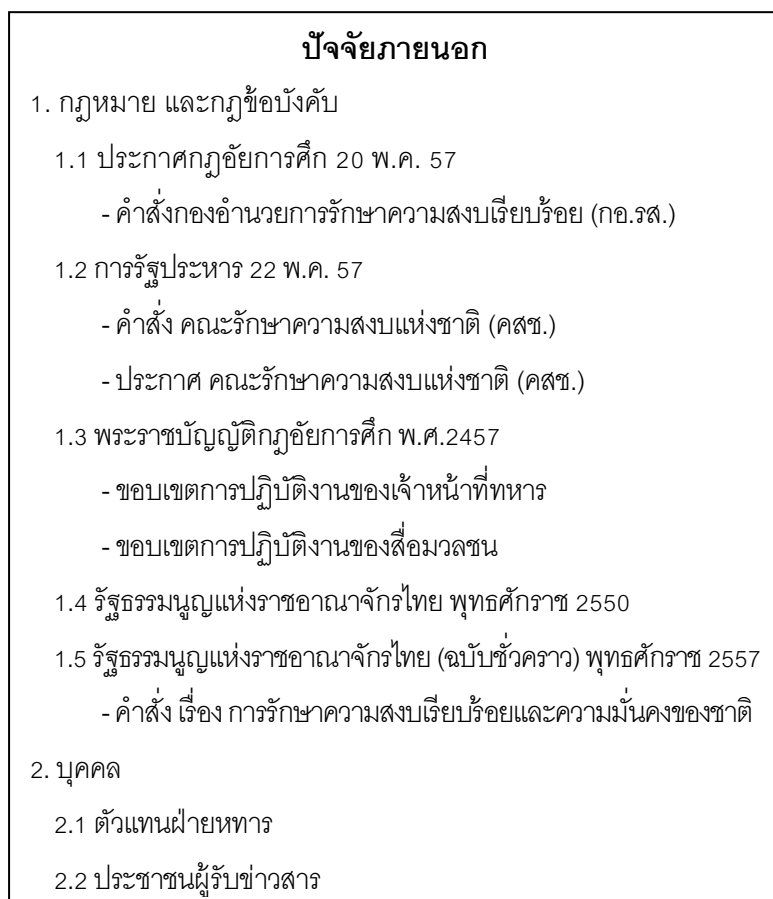 ปัจจัยภายนอก
1. กฎหมาย และกฎข้อบังคับ
1.1 ประกาศกฎอัยการศึก 20 พ.ค. 57
- คำสั่งกองอำนวยการรักษาความสงบเรียบร้อย (กอ.รส.)
1.2 การรัฐประหาร 22 พ.ค. 57
- คำสั่ง คณะรักษาความสงบแห่งชาติ (คสช.)
- ประกาศ คณะรักษาความสงบแห่งชาติ (คสช.)
1.3 พระราชบัญญัติกฎอัยการศึก พ.ศ.2457
- ขอบเขตการปฏิบัติงานของเจ้าหน้าที่ทหาร
- ขอบเขตการปฏิบัติงานของสื่อมวลชน
1.4 รัฐธรรมนูญแห่งราชอาณาจักรไทย พุทธศักราช 2550
1.5 รัฐธรรมนูญแห่งราชอาณาจักรไทย (ฉบับชั่วคราว) พุทธศักราช 2557
- คำสั่ง เรื่อง การรักษาความสงบเรียบร้อยและความมั่นคงของชาติ
2. บุคคล
2.1 ตัวแทนฝ่ายหทาร
2.2 ประชาชนผู้รับข่าวสาร